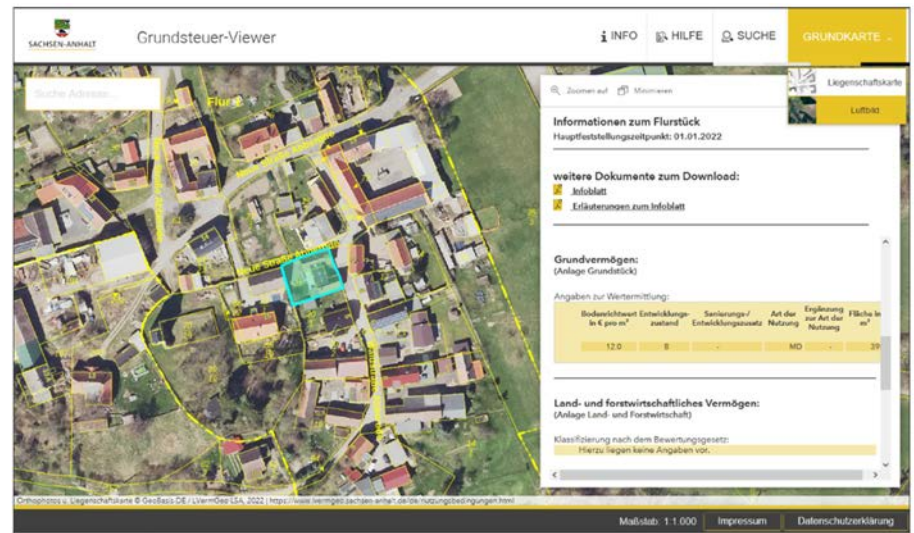 SACHSEN-ANHALT
Grundsteuer-Viewer
INFO
HILFE
SUCHE
GRUNDKARTE
Liegenschaftskarte
Luftbild
Suche Adresse...
Zoomen auf
Minimieren
Informationen zum Flurstück
Hauptfeststellungszeitpunkt: 01.01.2022
weitere Dokumente zum Download:
Infoblatt
Erläuterungen zum Infoblatt
Grundvermögen:
(Anlage Grundstück)
Angaben zur Wertermittlung:
Bodenrichtwert in € pro m²
Entwicklungs-zustand
Sanierungs-/ Entwicklungszusatz
Art der Nutzung
Ergänzung zur Art der Nutzung
Fläche in m²
12.0 B - MD - 39
Land- und forstwirtschaftliches Vermögen:
(Anlage Land- und Forstwirtschaft)
Klassifizierung nach dem Bewertungsgesetz:
Hierzu liegen keine Angaben vor.
Orthophotos u. Liegenschaftskarte © GeoBasis-DE / LVermGeo LSA, 2022 | https://www.lvermgeo.sachsen-anhalt.de/de/nutzungsbedingungen.html
Maßstab: 1:1.000
Impressum
Datenschutzerklärung